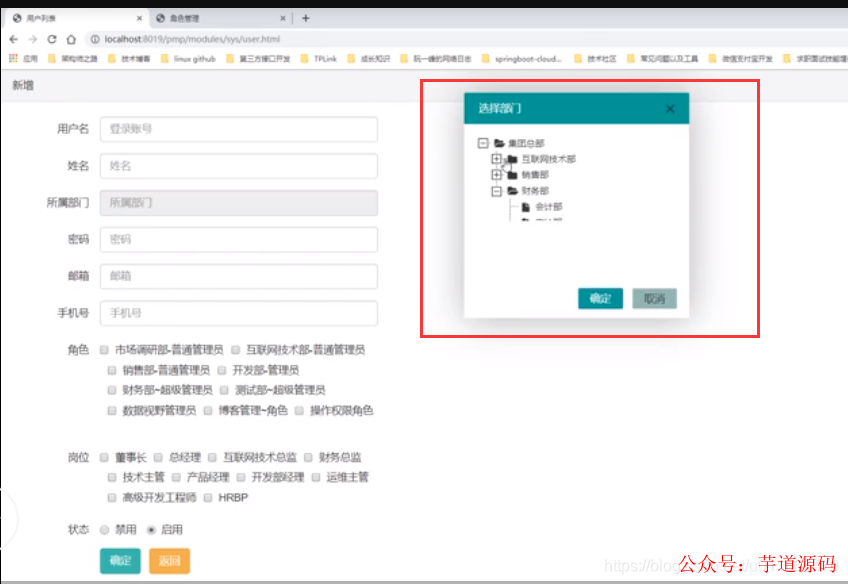 用户列表 角色管理
localhost:8019/pmp/modules/sys/user.html
应用 架构师之路 技术博客 linux github 第三方接口开发 TPLink 成长知识 阮一峰的网络日志 springboot-cloud... 技术社区 常见问题以及工具 微信支付宝开发 求职面试技能增
新增
用户名 登录账号
姓名 姓名
所属部门 所属部门
密码 密码
邮箱 邮箱
手机号 手机号
角色 市场调研部-普通管理员 互联网技术部-普通管理员
销售部-普通管理员 开发部-管理员
财务部~超级管理员 测试部~超级管理员
数据视野管理员 博客管理~角色 操作权限角色
岗位 董事长 总经理 互联网技术总监 财务总监
技术主管 产品经理 开发部经理 运维主管
高级开发工程师 HRBP
状态 禁用 启用
确定 返回
选择部门
集团总部
互联网技术部
销售部
财务部
会计部
确定 取消
https://blog
公众号：芋道源码